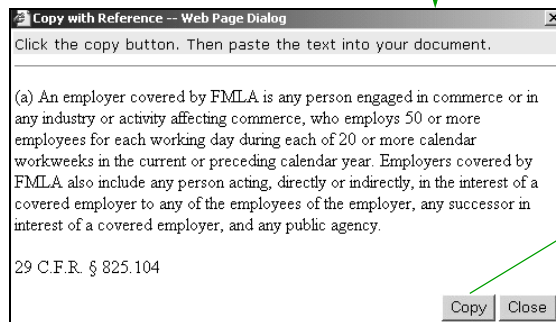 Copy with Reference -- Web Page Dialog
Click the copy button. Then paste the text into your document.
(a) An employer covered by FMLA is any person engaged in commerce or in
any industry or activity affecting commerce, who employs 50 or more
employees for each working day during each of 20 or more calendar
workweeks in the current or preceding calendar year. Employers covered by
FMLA also include any person acting, directly or indirectly, in the interest of a
covered employer to any of the employees of the employer, any successor in
interest of a covered employer, and any public agency.
29 C.F.R. § 825.104
Copy Close